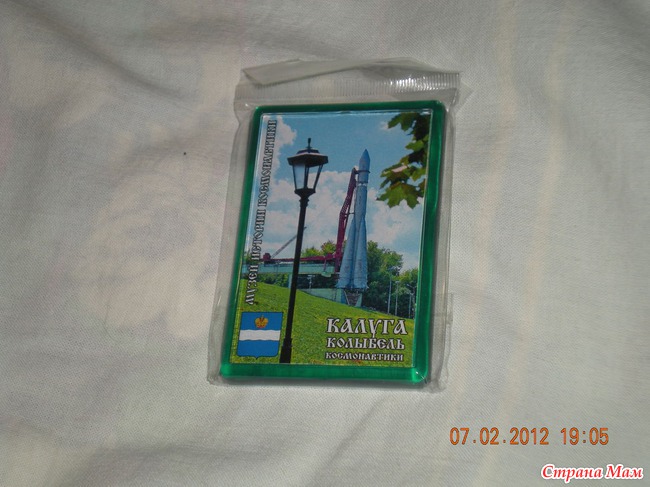 МУЗЕЙ ИСТОРИИ КОСМОНАВТИКИ
КАЛУГА
КОЛЫБЕЛЬ
КОСМОНАВТИКИ
07.02.2012 19:05
Страна Мам